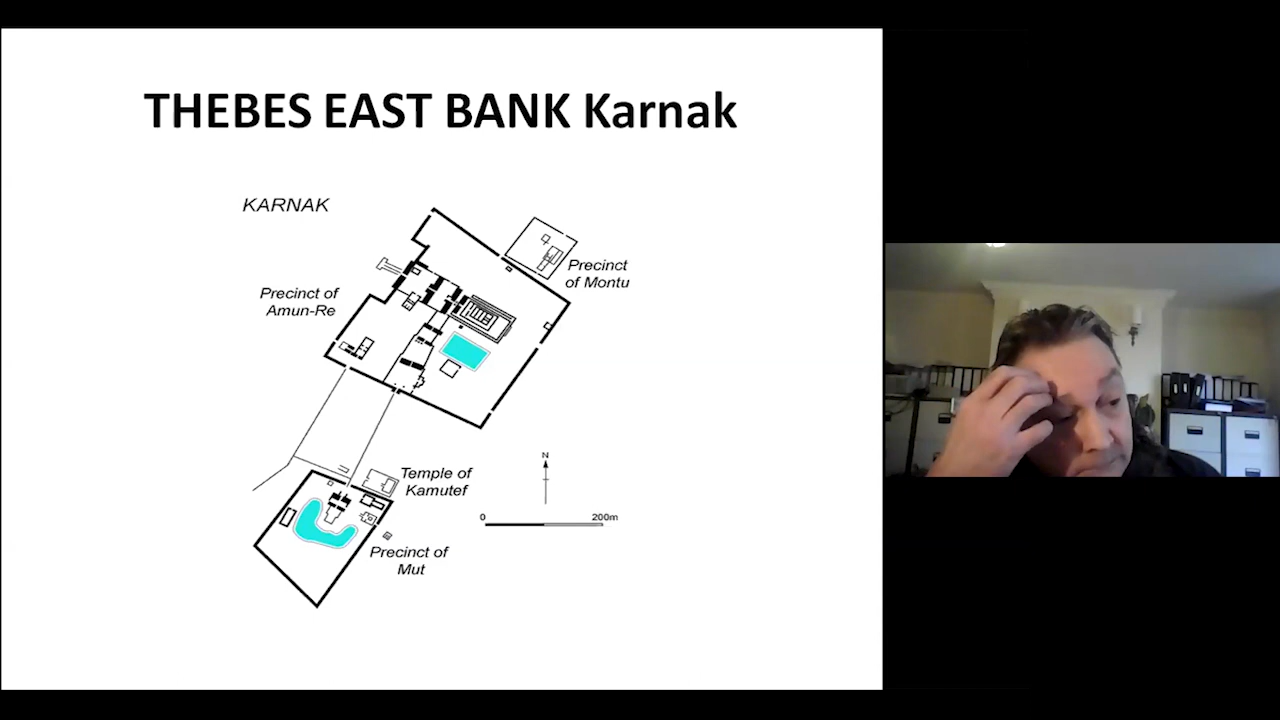 THEBES EAST BANK Karnak
KARNAK
Precinct
of Montu
Precinct of
Amun-Re
Temple of
Kamutef
N
0 200m
Precinct of
Mut